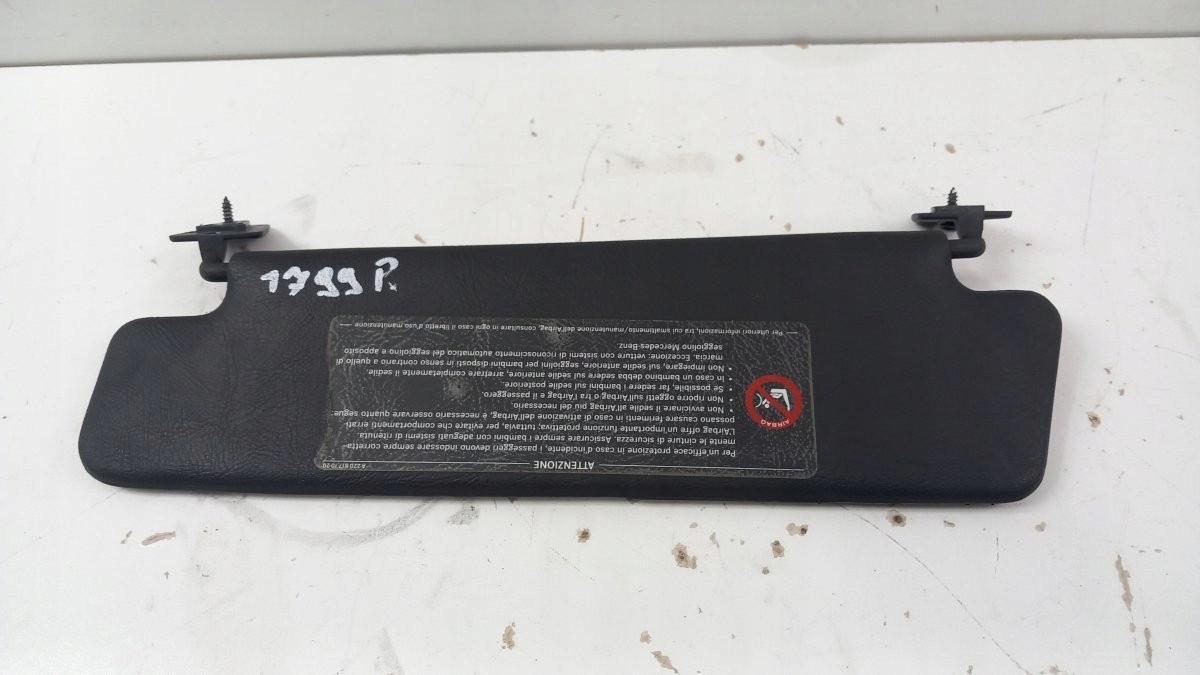 1799 P.
ATTENZIONE
Per un'efficace protezione in caso d'incidente, i passeggeri devono indossare sempre corretta-
mente le cinture di sicurezza. Assicurare sempre i bambini con adeguati sistemi di ritenuta.
L'Airbag offre un'importante funzione protettiva; tuttavia, per evitare che comportamenti errati
possano causare ferimenti in caso di attivazione dell'Airbag, è necessario osservare quanto segue:
• Non avvicinare il sedile all'Airbag più del necessario.
• Non riporre oggetti sull'Airbag o tra l'Airbag e il passeggero.
• Se possibile, far sedere i bambini sul sedile posteriore.
• In caso un bambino debba sedere sul sedile anteriore, arretrare completamente il sedile.
• Non impiegare, sul sedile anteriore, seggiolini per bambini disposti in senso contrario a quello di
marcia. Eccezione: vetture con sistemi di riconoscimento automatica del seggiolino e apposito
seggiolino Mercedes-Benz.
Per ulteriori informazioni, tra cui smaltimento/manutenzione dell'Airbag, consultare in ogni caso il libretto d'uso manutenzione
AIRBAG